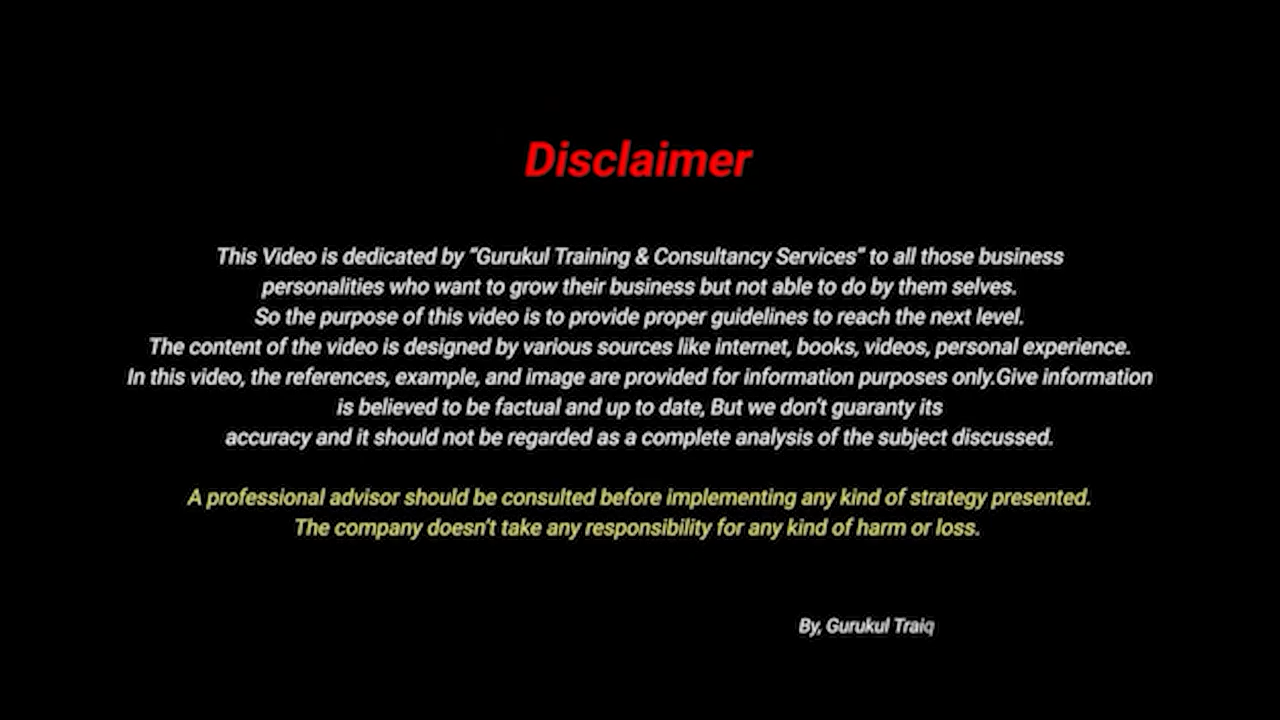 Disclaimer
This Video is dedicated by "Gurukul Training & Consultancy Services" to all those business
personalities who want to grow their business but not able to do by them selves.
So the purpose of this video is to provide proper guidelines to reach the next level.
The content of the video is designed by various sources like internet, books, videos, personal experience.
In this video, the references, example, and image are provided for information purposes only.Give information
is believed to be factual and up to date, But we don't guaranty its
accuracy and it should not be regarded as a complete analysis of the subject discussed.
A professional advisor should be consulted before implementing any kind of strategy presented.
The company doesn't take any responsibility for any kind of harm or loss.
By, Gurukul Traiq